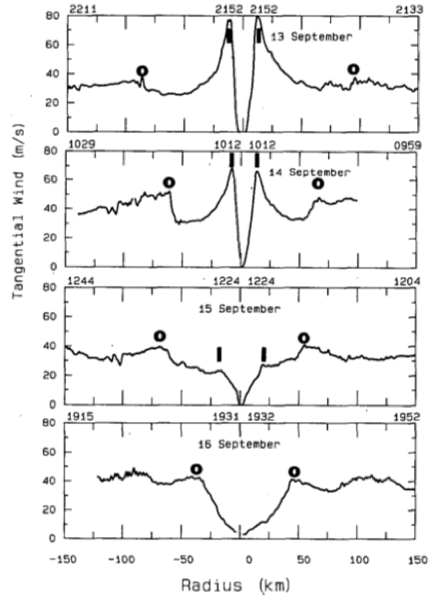 2211 2152 2152 2133
80
13 September
60
40
20
0
1029 1012 1012 0959
80
14 September
60
40
20
0
1244 1224 1224 1204
80
15 September
60
40
20
0
1915 1931 1932 1952
80
16 September
60
40
20
0
-150 -100 -50 0 50 100 150
Radius (km)
Tangential Wind (m/s)
I I
O O
I I
O O
I I
O O
O O